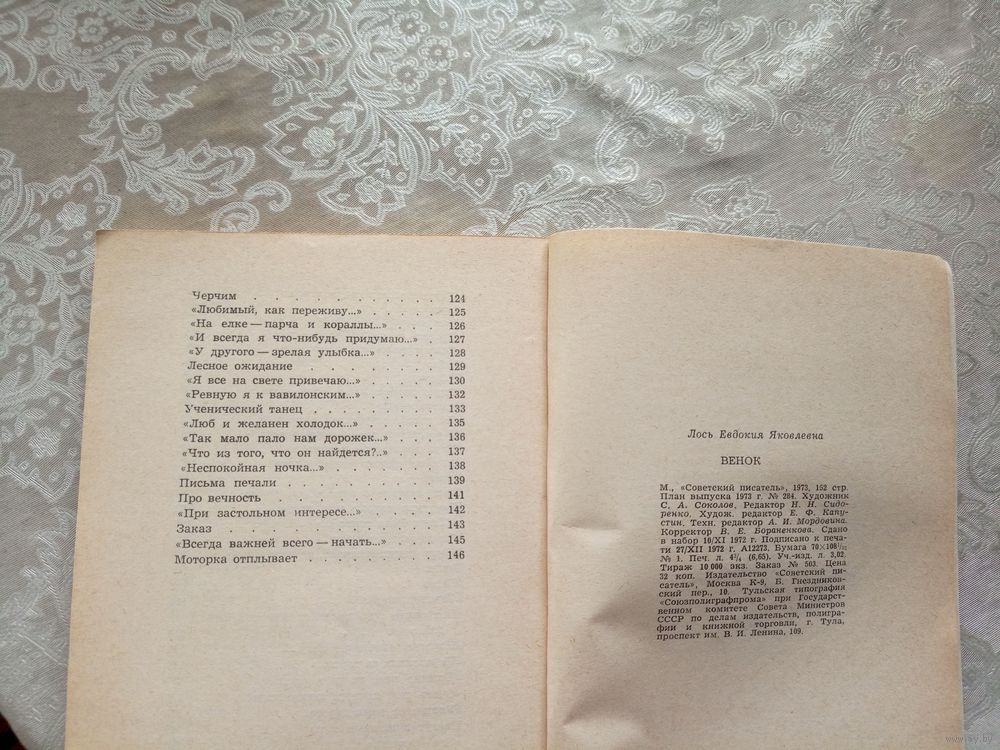 Черчим . . . . . . . . . . . 124
«Любимый, как переживу...» . . . . . 125
«На елке — парча и кораллы...» . . . 126
«И всегда я что-нибудь придумаю...» . 127
«У другого — зрелая улыбка...» . . . . 128
Лесное ожидание . . . . . . . . 129
«Я все на свете привечаю...» . . . . . 130
«Ревную я к вавилонским...» . . . . . 132
Ученический танец . . . . . . . . 133
«Люб и желанен холодок...» . . . . . 135
«Так мало пало нам дорожек...» . . . 136
«Что из того, что он найдется?..» . . . 137
«Неспокойная ночка...» . . . . . . . 138
Письма печали . . . . . . . . . 139
Про вечность . . . . . . . . . . 141
«При застольном интересе...» . . . . . 142
Заказ . . . . . . . . . . . . . 143
«Всегда важней всего — начать...» . . . 145
Моторка отплывает . . . . . . . . 146
Лось Евдокия Яковлевна
ВЕНОК
М., «Советский писатель», 1973, 152 стр.
План выпуска 1973 г. № 284. Художник
С. А. Соколов, Редактор Н. Н. Сидо-
ренко. Худож. редактор Е. Ф. Капу-
стин. Техн. редактор А. И. Мордовина.
Корректор В. Е. Бораненкова. Сдано
в набор 10/XI 1972 г. Подписано к печа-
ти 27/XII 1972 г. А12273. Бумага 70×108¹/₃₂
№ 1. Печ. л. 4³/₄ (6,65). Уч.-изд. л. 3,02.
Тираж 10 000 экз. Заказ № 503. Цена
32 коп. Издательство «Советский пи-
сатель», Москва К-9, Б. Гнездников-
ский пер., 10. Тульская типография
«Союзполиграфпрома» при Государст-
венном комитете Совета Министров
СССР по делам издательств, полигра-
фии и книжной торговли, г. Тула,
проспект им. В. И. Ленина, 109.
www.ay.by